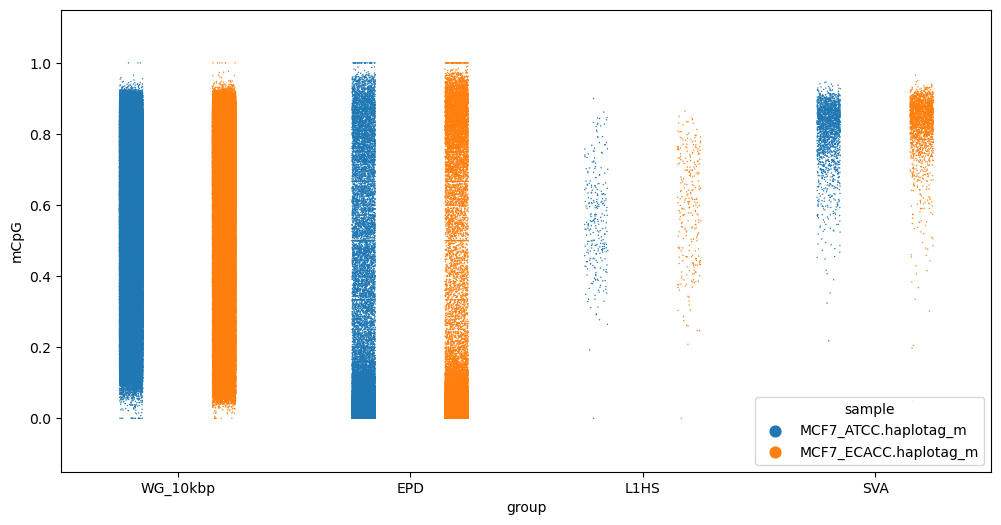 1.0
0.8
0.6
0.4
0.2
0.0
mCpG
WG_10kbp
EPD
L1HS
SVA
group
sample
MCF7_ATCC.haplotag_m
MCF7_ECACC.haplotag_m